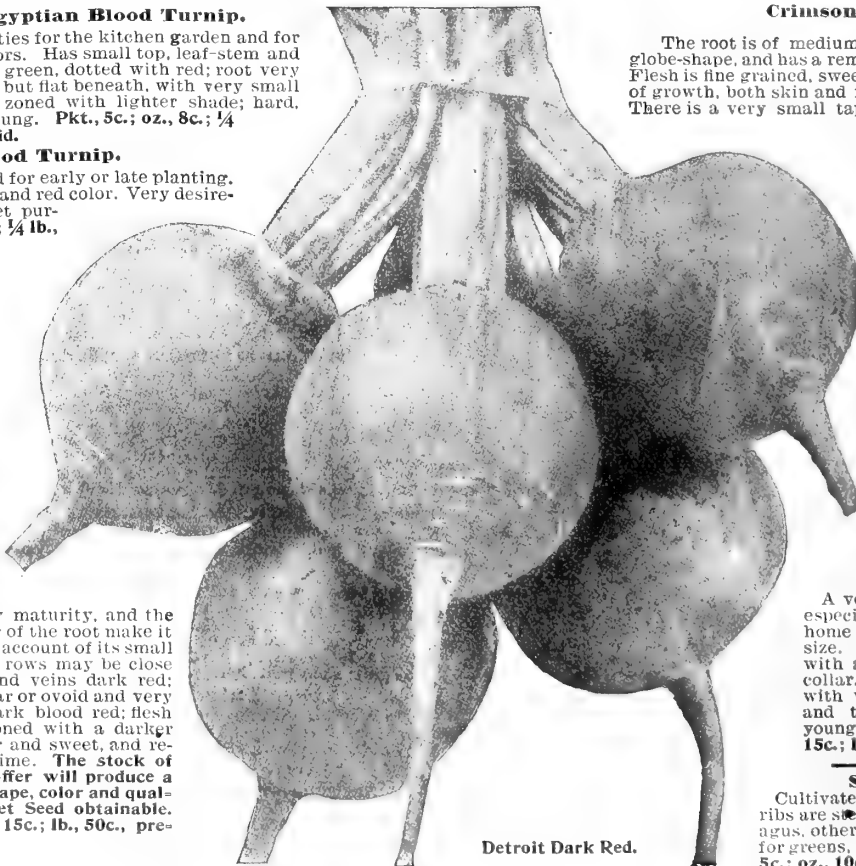 gyptian Blood Turnip.
ties for the kitchen garden and for
ors. Has small top, leaf-stem and
green, dotted with red; root very
but flat beneath, with very small
zoned with lighter shade; hard,
ung. Pkt., 5c.; oz., 8c.; ¼
id.
od Turnip.
d for early or late planting.
and red color. Very desire-
et pur-
; ¼ lb.,
y maturity, and the
of the root make it
account of its small
rows may be close
nd veins dark red;
ar or ovoid and very
ark blood red; flesh
oned with a darker
r and sweet, and re-
ime. The stock of
ffer will produce a
ape, color and qual=
et Seed obtainable.
15c.; lb., 50c., pre=
Detroit Dark Red.
Crimson
The root is of medium
globe-shape, and has a rem
Flesh is fine grained, swee
of growth, both skin and
There is a very small ta
A ve
especi
home
size.
with a
collar.
with
and t
young
15c.; l
S
Cultivate
ribs are
agus, other
for greens,
5c.; oz., 10